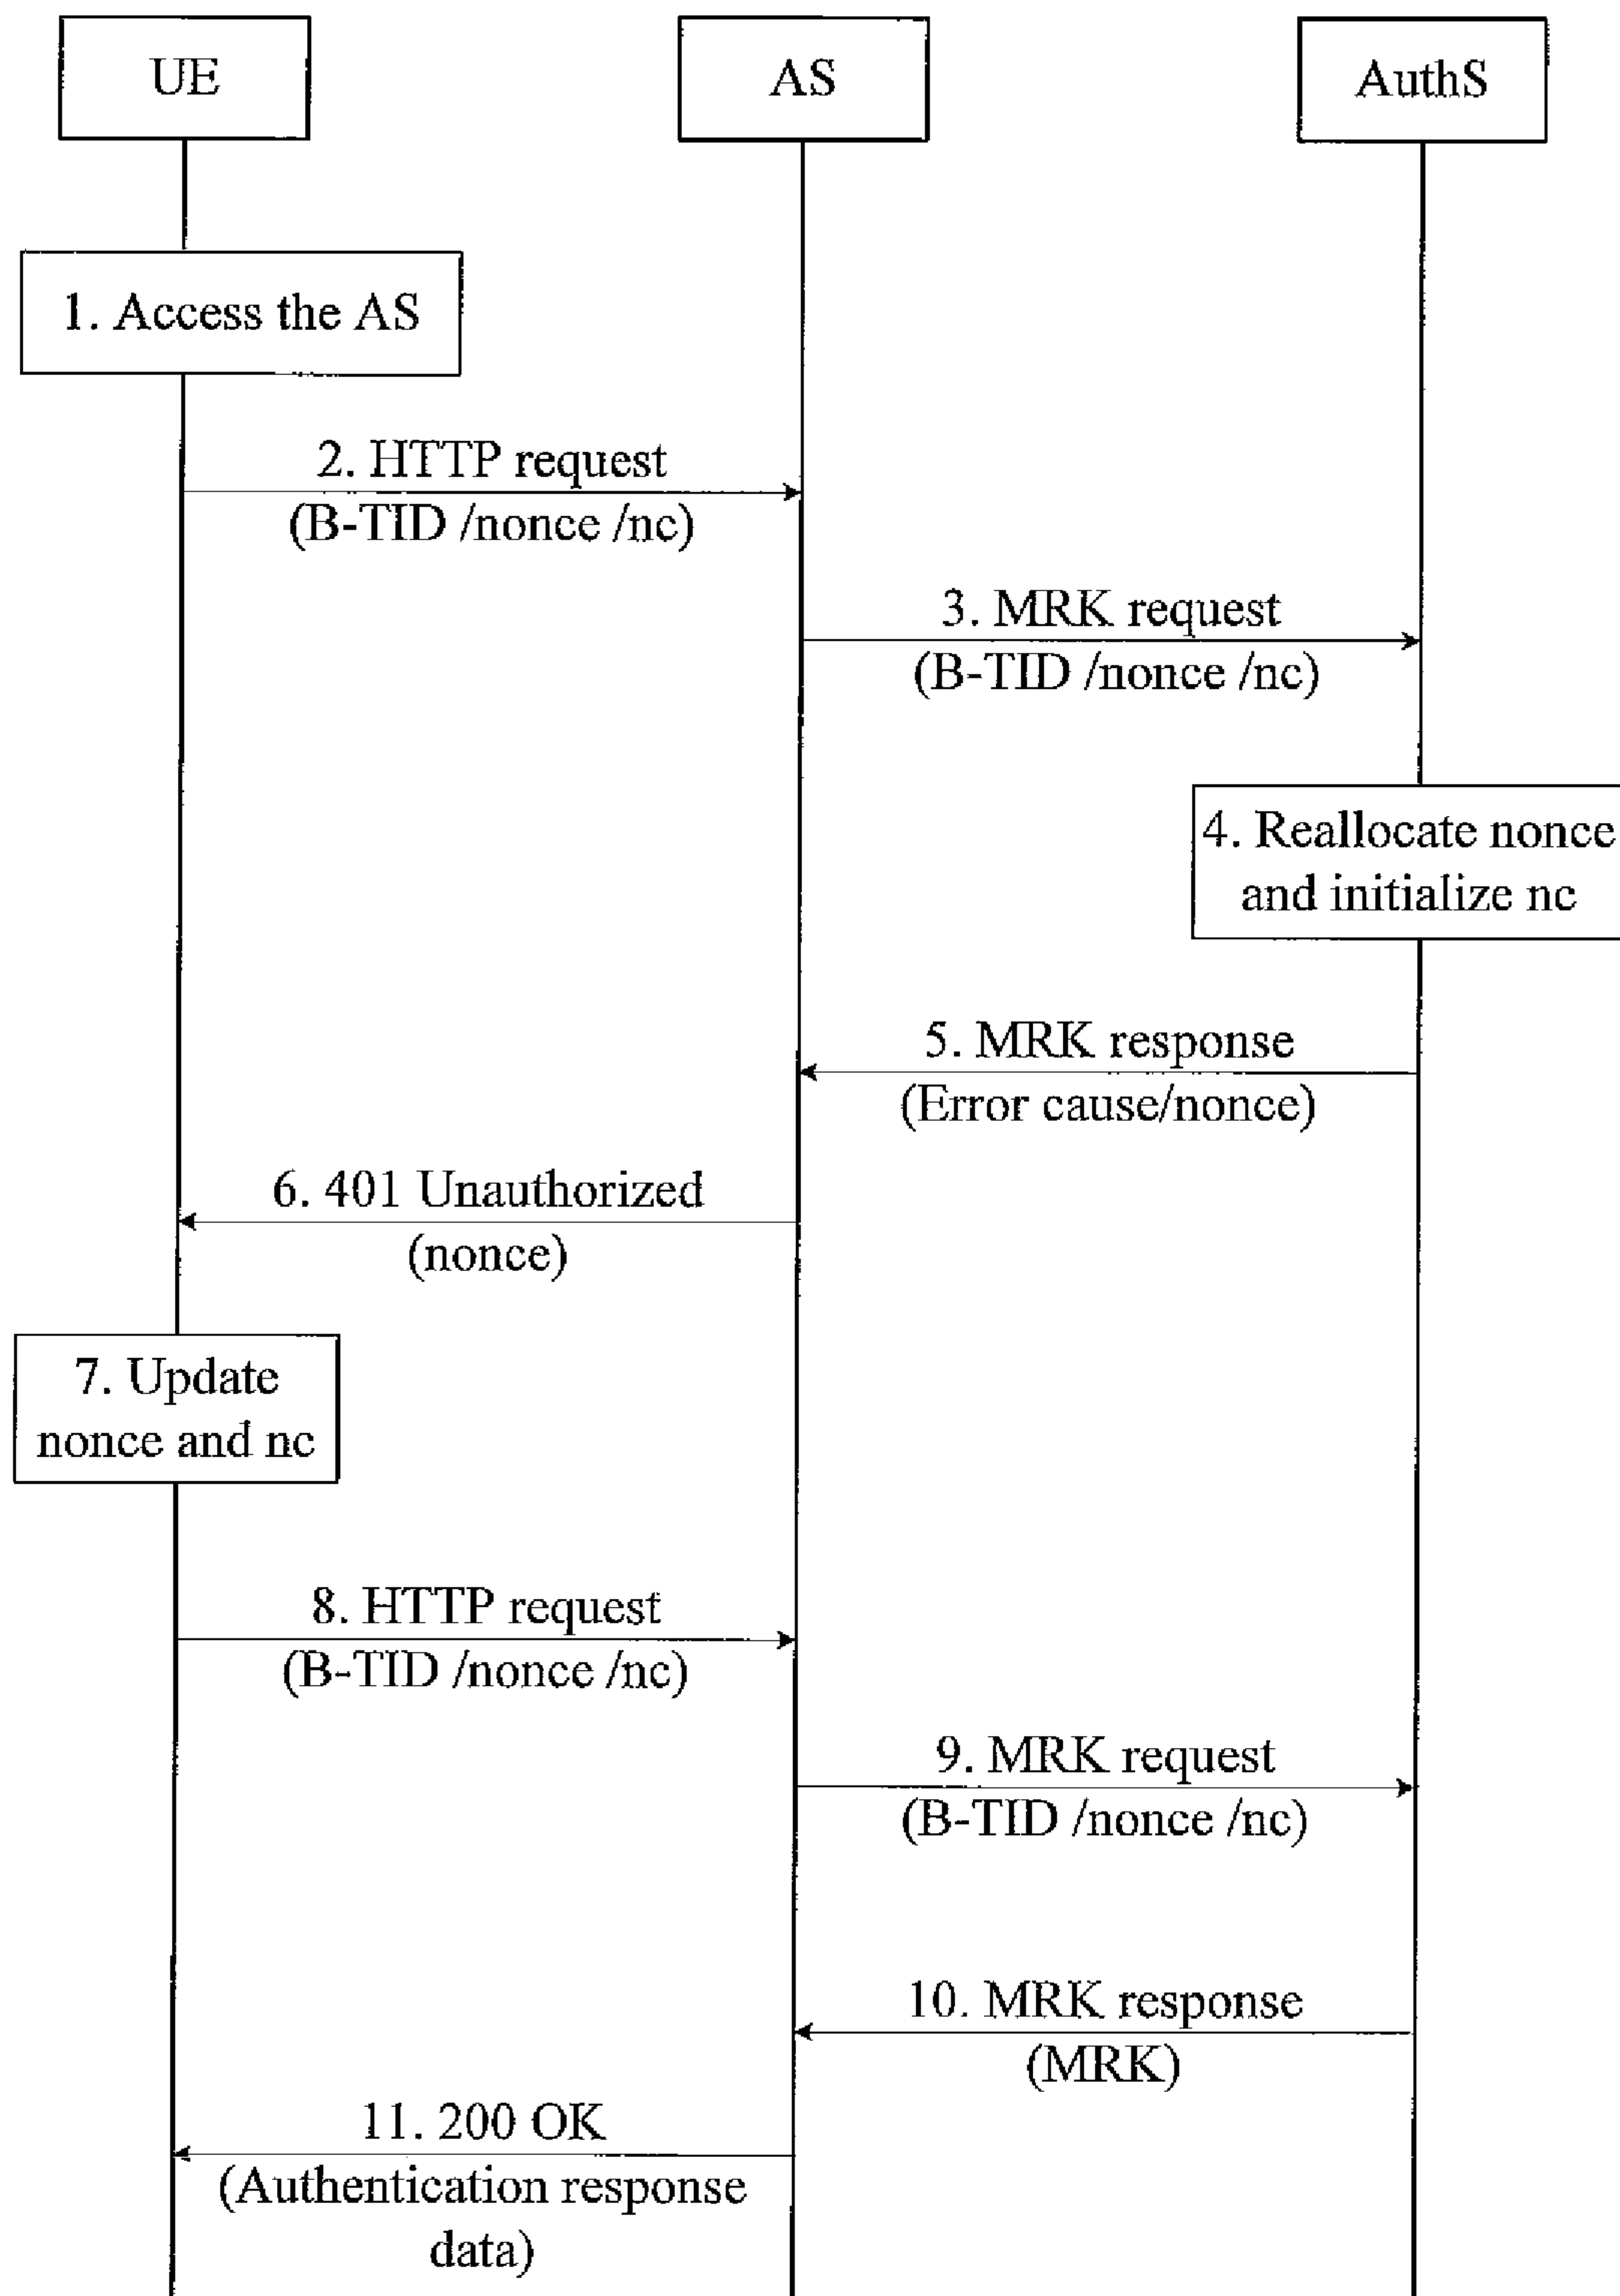 UE
AS
AuthS
1. Access the AS
2. HTTP request
(B-TID /nonce /nc)
3. MRK request
(B-TID /nonce /nc)
4. Reallocate nonce
and initialize nc
5. MRK response
(Error cause/nonce)
6. 401 Unauthorized
(nonce)
7. Update
nonce and nc
8. HTTP request
(B-TID /nonce /nc)
9. MRK request
(B-TID /nonce /nc)
10. MRK response
(MRK)
11. 200 OK
(Authentication response
data)